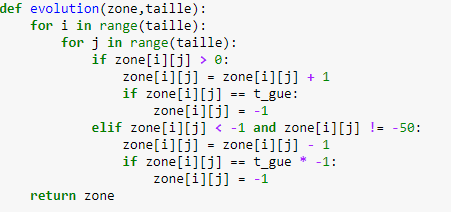 def evolution(zone,taille):
    for i in range(taille):
        for j in range(taille):
            if zone[i][j] > 0:
                zone[i][j] = zone[i][j] + 1
                if zone[i][j] == t_gue:
                    zone[i][j] = -1
            elif zone[i][j] < -1 and zone[i][j] != -50:
                zone[i][j] = zone[i][j] - 1
                if zone[i][j] == t_gue * -1:
                    zone[i][j] = -1
    return zone